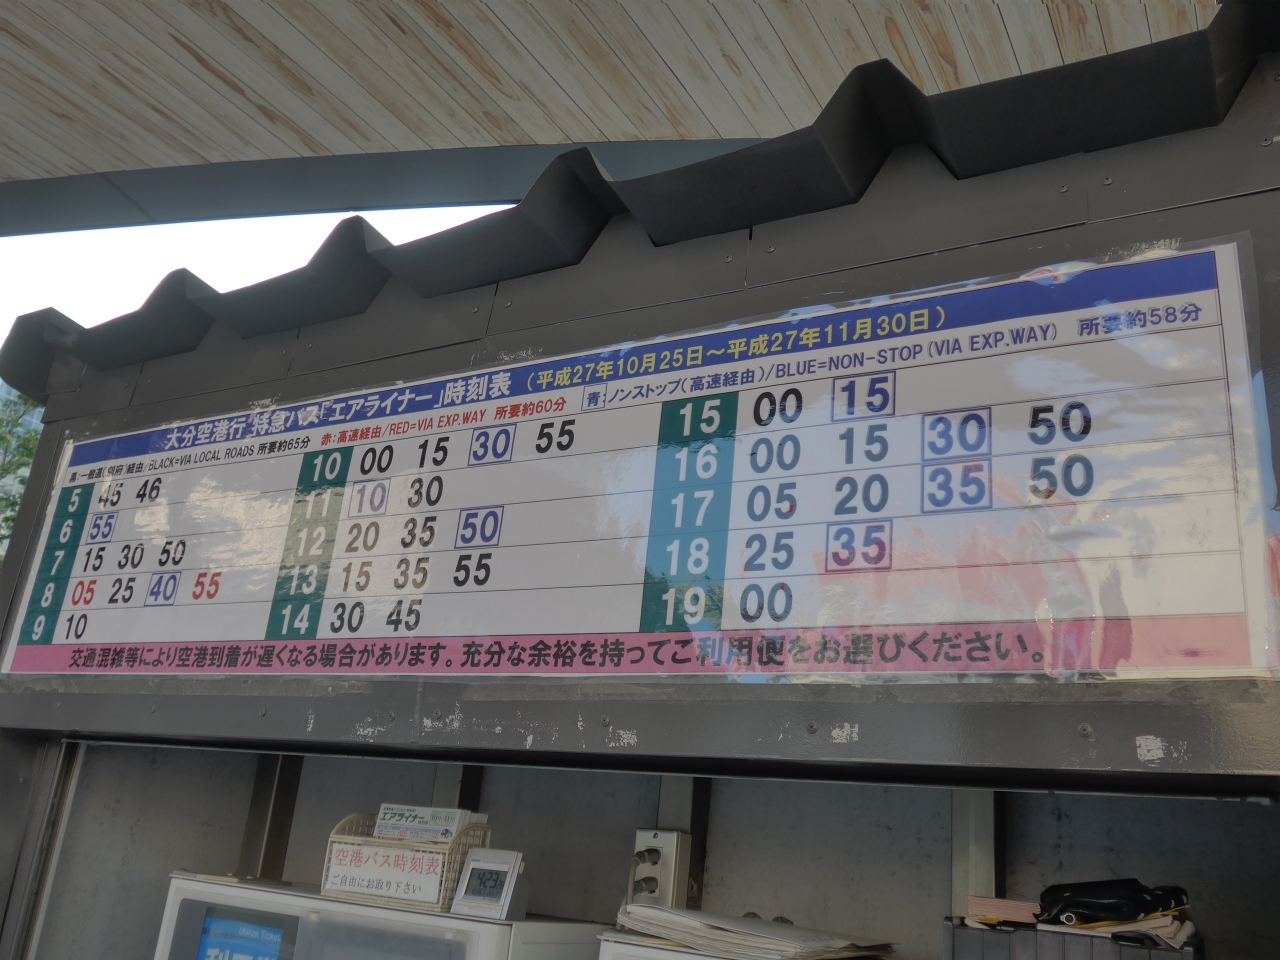 大分空港行 特急バス「エアライナー」時刻表 (平成27年10月25日～平成27年11月30日)
黒:一般道(別府)経由/BLACK=VIA LOCAL ROADS 所要約65分 赤:高速経由/RED=VIA EXP.WAY 所要約60分 青:ノンストップ(高速経由)/BLUE=NON-STOP(VIA EXP.WAY) 所要約58分
5 45 46
6 55
7 15 30 50
8 05 25 40 55
9 10
10 00 15 30 55
11 10 30
12 20 35 50
13 15 35 55
14 30 45
15 00 15
16 00 15 30 50
17 05 20 35 50
18 25 35
19 00
交通混雑等により空港到着が遅くなる場合があります。充分な余裕を持ってご利用便をお選びください。
エアライナー
空港バス時刻表
ご自由にお取り下さい
4:23
Utilize Ticket